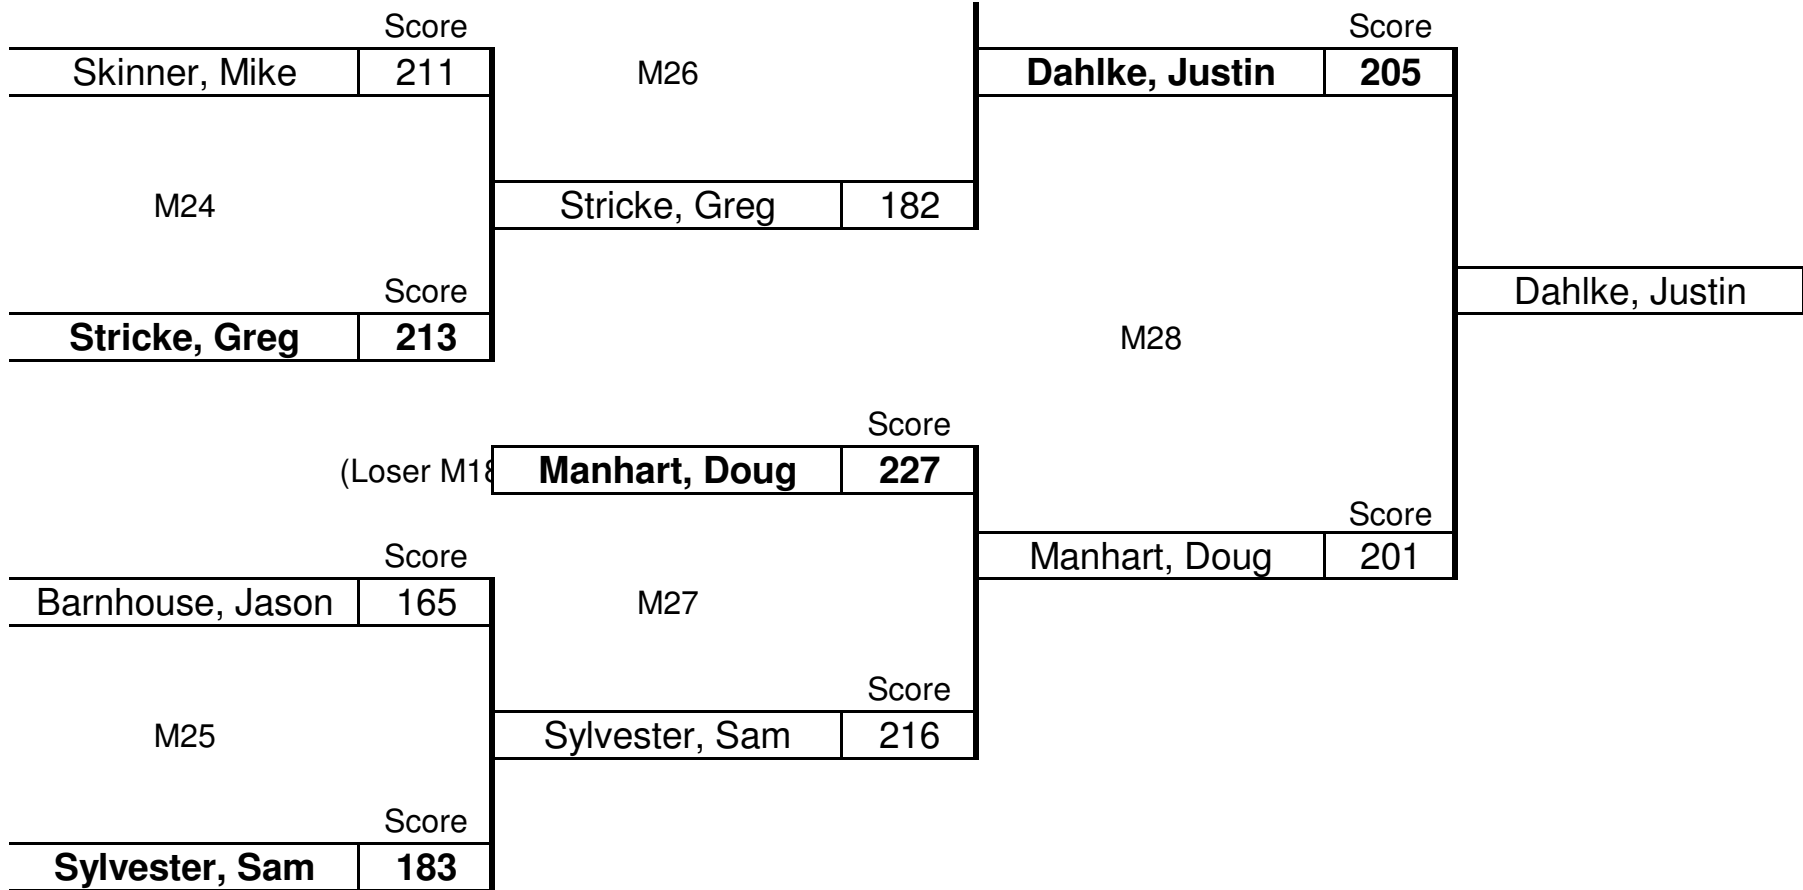 Score Score
Skinner, Mike 211 M26 Dahlke, Justin 205
M24 Stricke, Greg 182
Score Dahlke, Justin
Stricke, Greg 213 M28
Score
(Loser M18 Manhart, Doug 227
Score
Score Manhart, Doug 201
Barnhouse, Jason 165 M27
Score
M25 Sylvester, Sam 216
Score
Sylvester, Sam 183